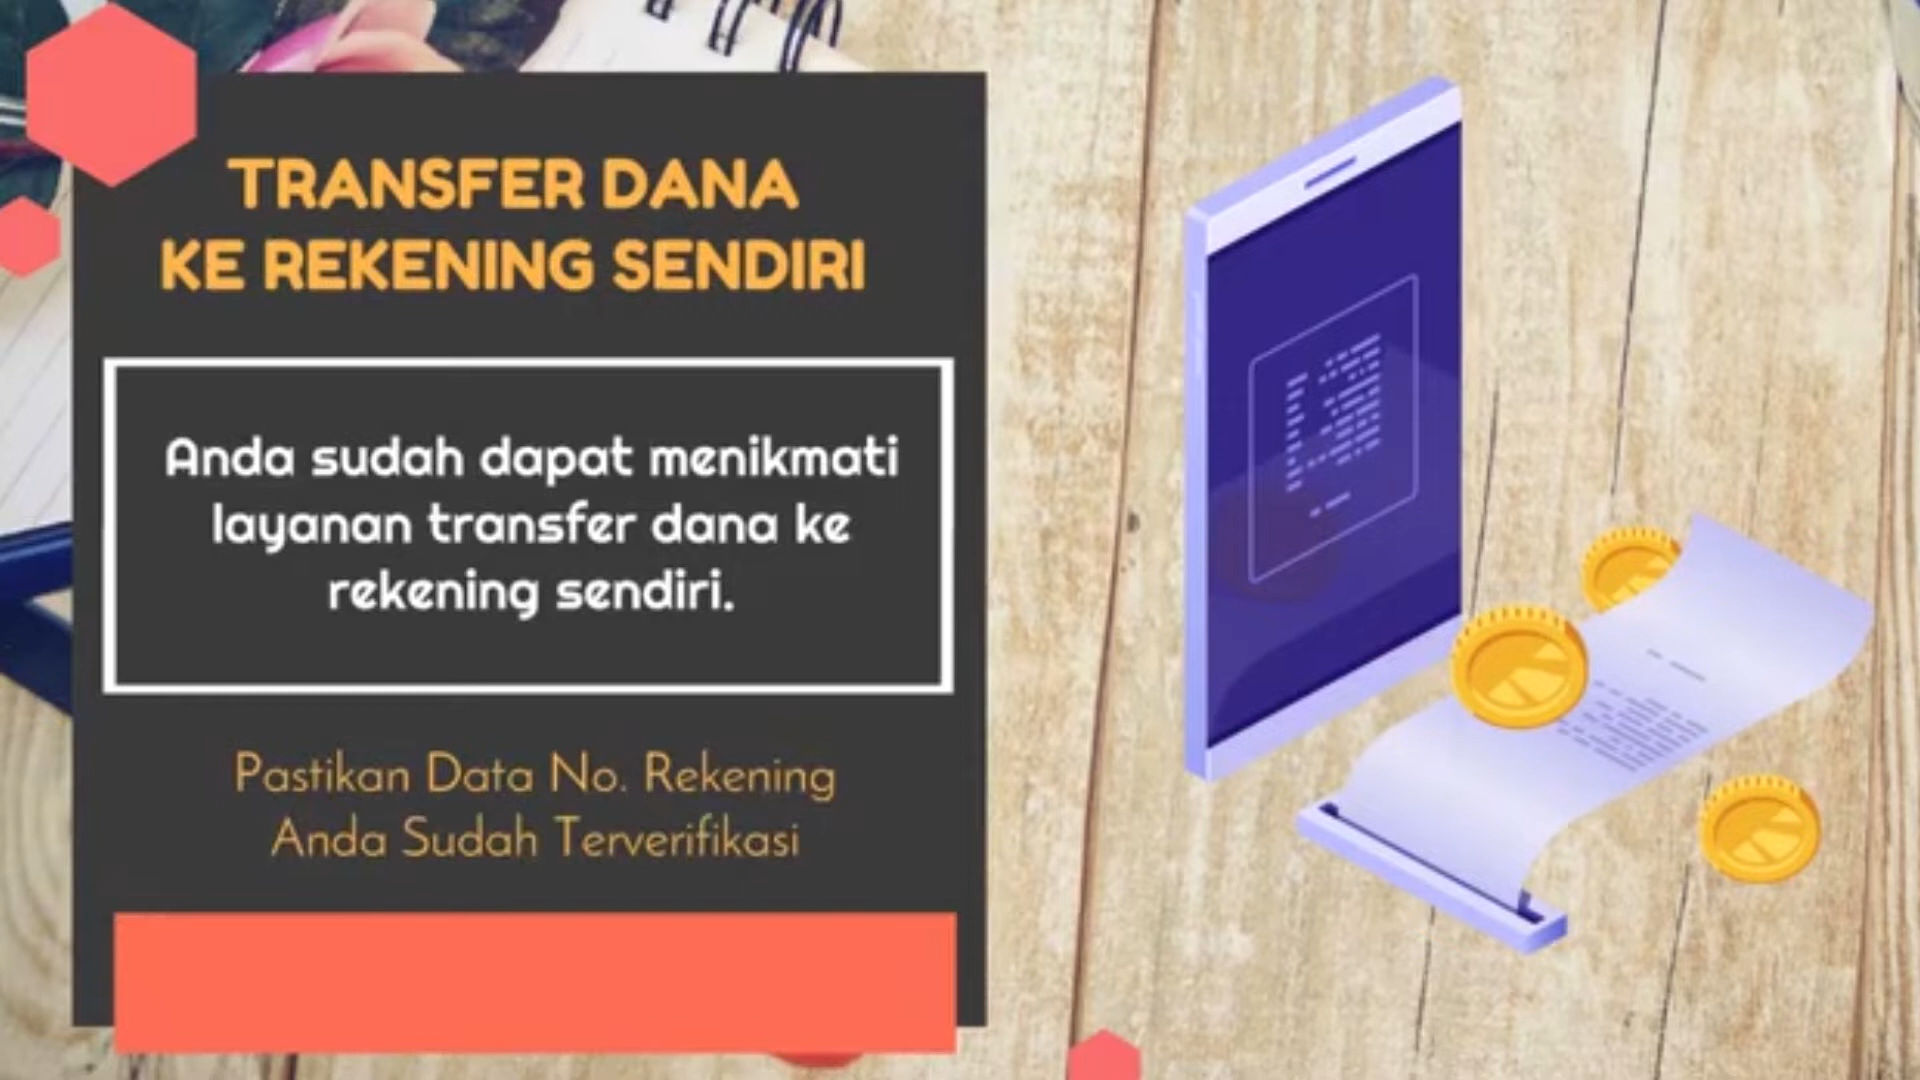 TRANSFER DANA
KE REKENING SENDIRI
Anda sudah dapat menikmati
layanan transfer dana ke
rekening sendiri.
Pastikan Data No. Rekening
Anda Sudah Terverifikasi